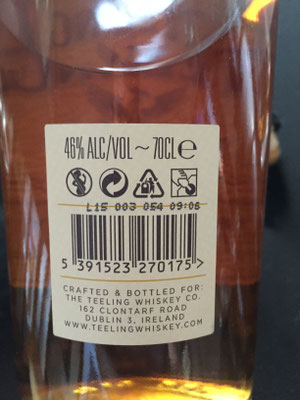 46% ALC/VOL ~ 70CL e
L15 003 054 09:06
5 391523 270175 >
CRAFTED & BOTTLED FOR:
THE TEELING WHISKEY CO.
162 CLONTARF ROAD
DUBLIN 3, IRELAND
WWW.TEELINGWHISKEY.COM